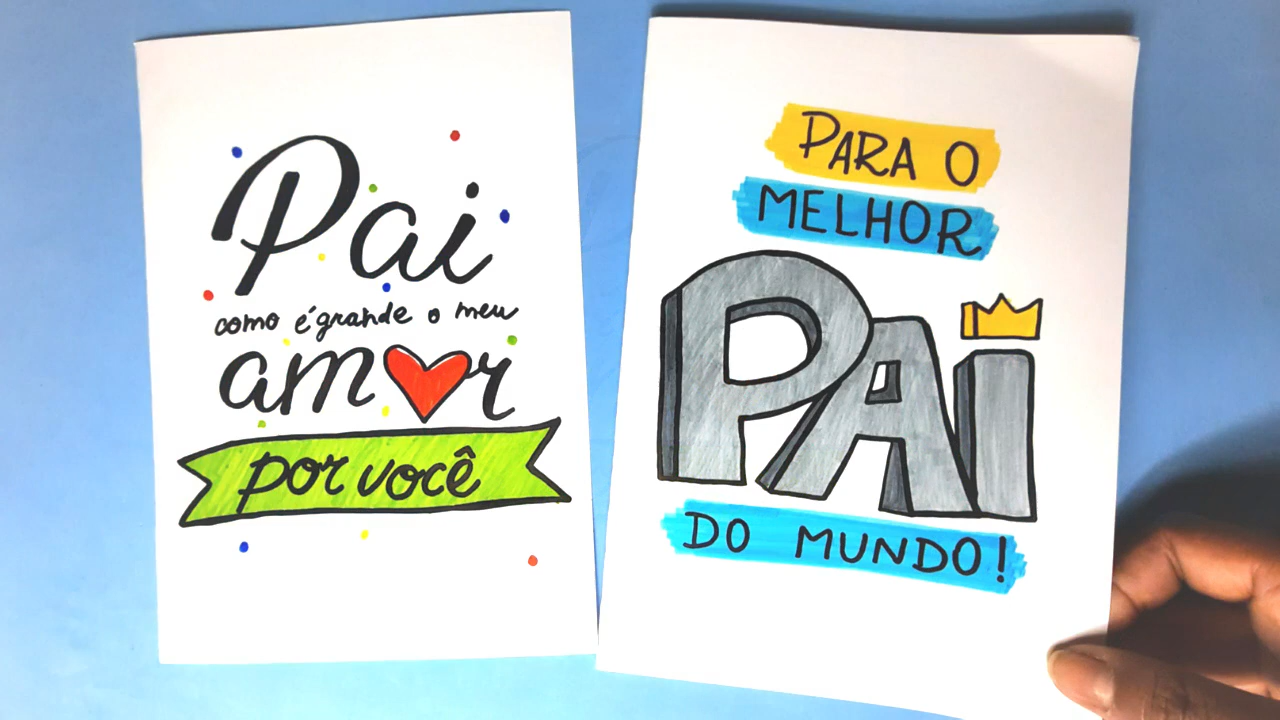 Pai
como é grande o meu
amor
por você
PARA O
MELHOR
PAI
DO MUNDO!